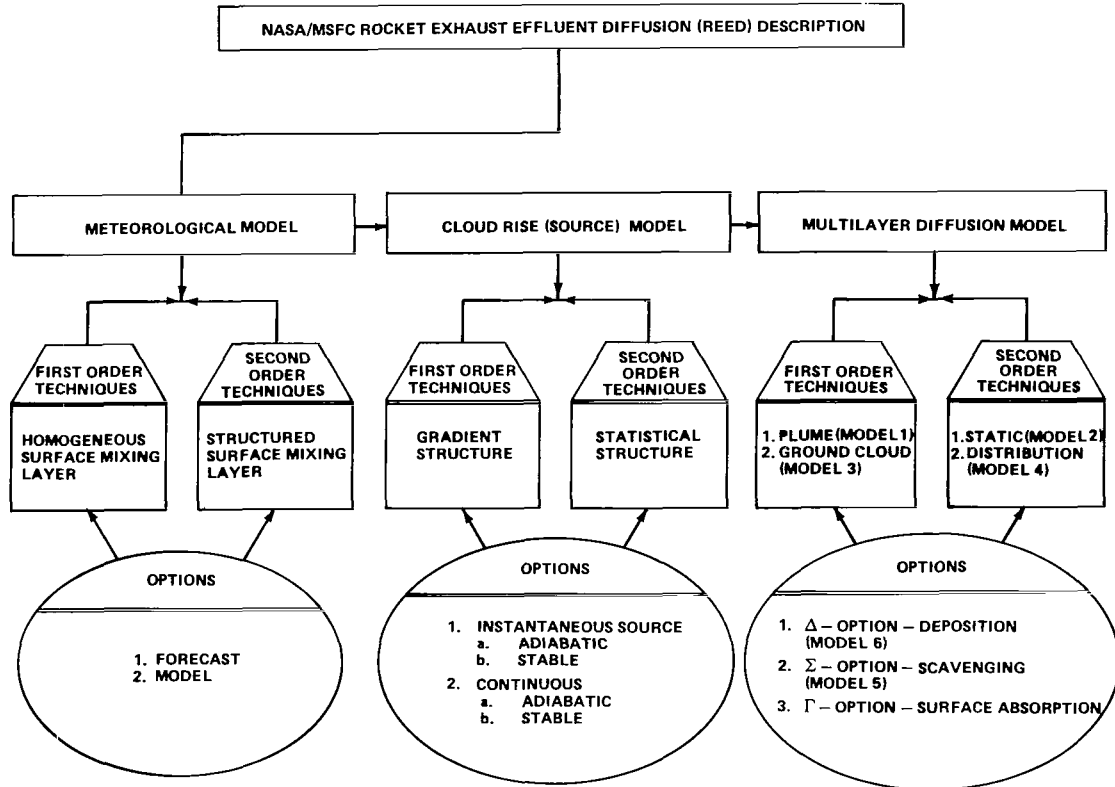 NASA/MSFC ROCKET EXHAUST EFFLUENT DIFFUSION (REED) DESCRIPTION
METEOROLOGICAL MODEL
CLOUD RISE (SOURCE) MODEL
MULTILAYER DIFFUSION MODEL
FIRST ORDER
TECHNIQUES
HOMOGENEOUS
SURFACE MIXING
LAYER
SECOND
ORDER
TECHNIQUES
STRUCTURED
SURFACE MIXING
LAYER
FIRST ORDER
TECHNIQUES
GRADIENT
STRUCTURE
SECOND
ORDER
TECHNIQUES
STATISTICAL
STRUCTURE
FIRST ORDER
TECHNIQUES
1. PLUME (MODEL 1)
2. GROUND CLOUD
(MODEL 3)
SECOND
ORDER
TECHNIQUES
1. STATIC (MODEL 2)
2. DISTRIBUTION
(MODEL 4)
OPTIONS
1. FORECAST
2. MODEL
OPTIONS
1. INSTANTANEOUS SOURCE
a. ADIABATIC
b. STABLE
2. CONTINUOUS
a. ADIABATIC
b. STABLE
OPTIONS
1. Δ – OPTION – DEPOSITION
(MODEL 6)
2. Σ – OPTION – SCAVENGING
(MODEL 5)
3. Γ – OPTION – SURFACE ABSORPTION